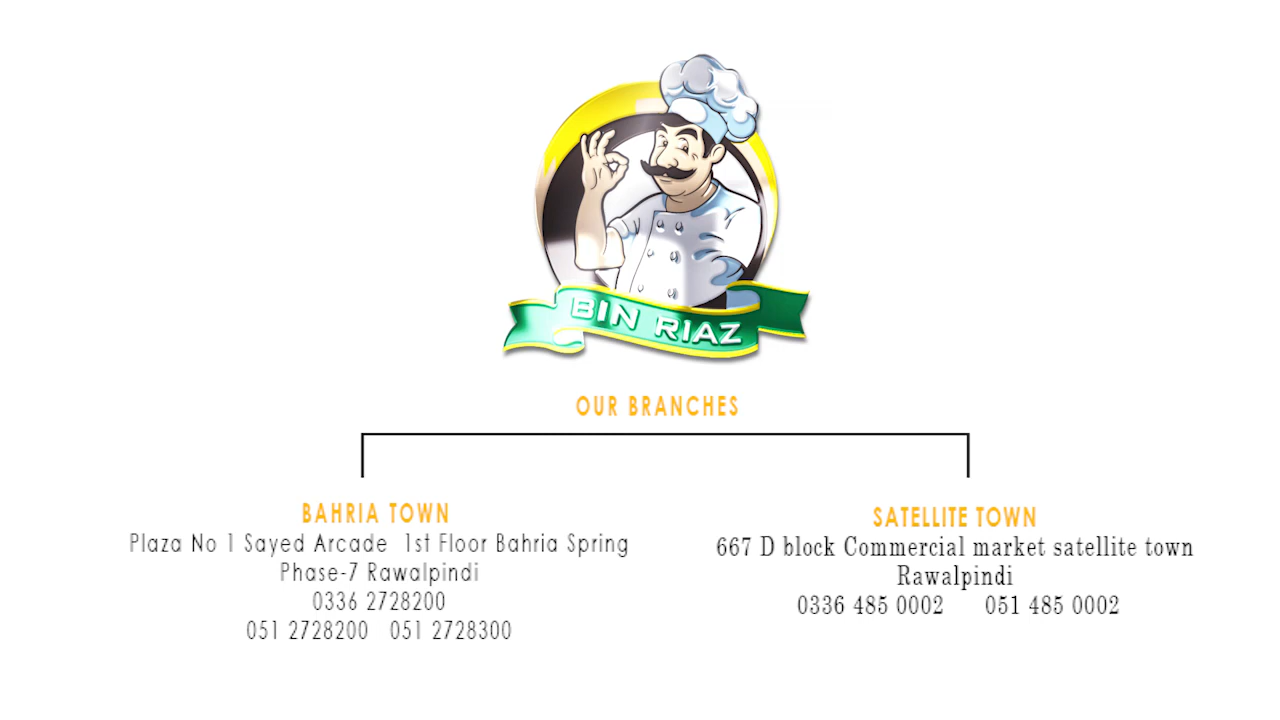 BIN RIAZ
OUR BRANCHES
BAHRIA TOWN
Plaza No 1 Sayed Arcade 1st Floor Bahria Spring
Phase-7 Rawalpindi
0336 2728200
051 2728200 051 2728300
SATELLITE TOWN
667 D block Commercial market satellite town
Rawalpindi
0336 485 0002 051 485 0002